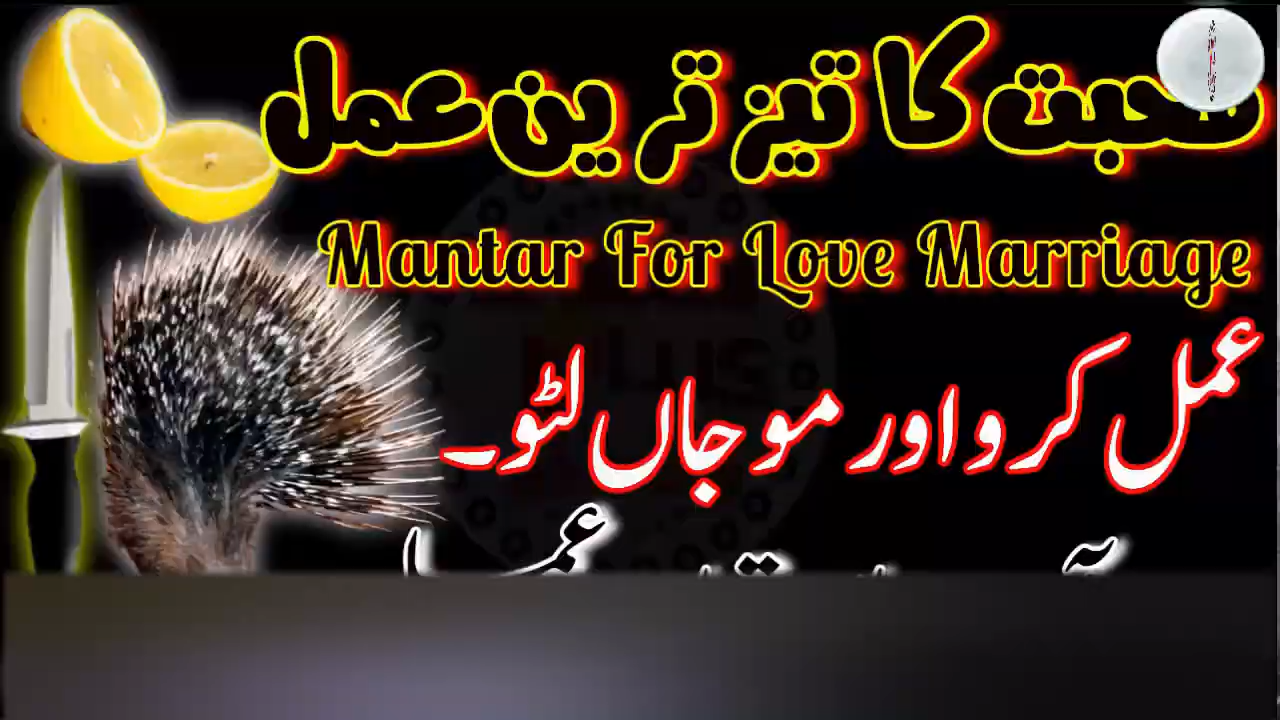 محبت کا تیز ترین عمل
Mantar For Love Marriage
عمل کرو اور موجاں لٹو۔